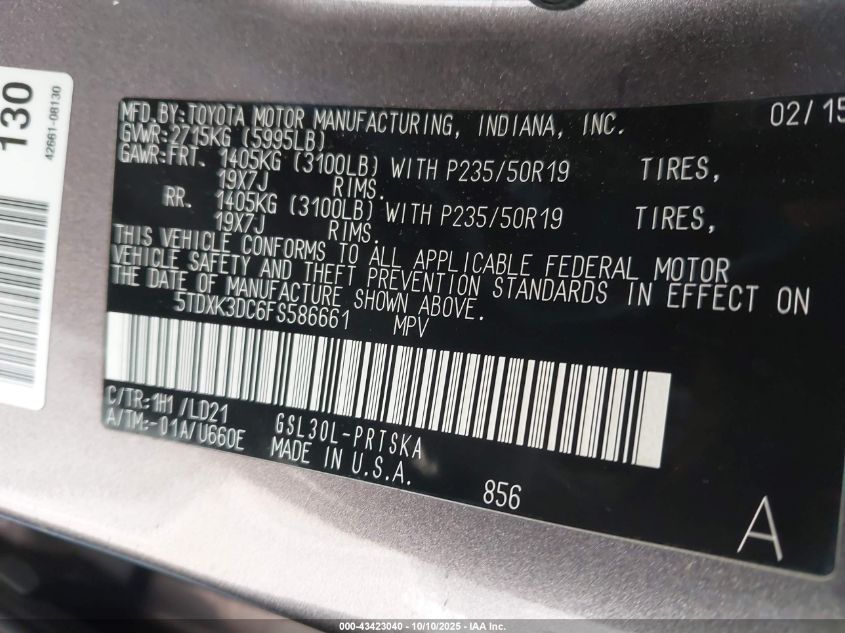 130
42661-08130
MFD.BY:TOYOTA MOTOR MANUFACTURING, INDIANA, INC. 02/15
GVWR:2715KG (5995LB)
GAWR:FRT. 1405KG (3100LB) WITH P235/50R19 TIRES,
19X7J RIMS.
RR. 1405KG (3100LB) WITH P235/50R19 TIRES,
19X7J RIMS.
THIS VEHICLE CONFORMS TO ALL APPLICABLE FEDERAL MOTOR
VEHICLE SAFETY AND THEFT PREVENTION STANDARDS IN EFFECT ON
THE DATE OF MANUFACTURE SHOWN ABOVE.
5TDXK3DC6FS586661 MPV
C/TR:1H1 /LD21 GSL30L-PRTSKA
A/TM:-01A/U660E MADE IN U.S.A.
856
A
000-43423040 - 10/10/2025 - IAA Inc.